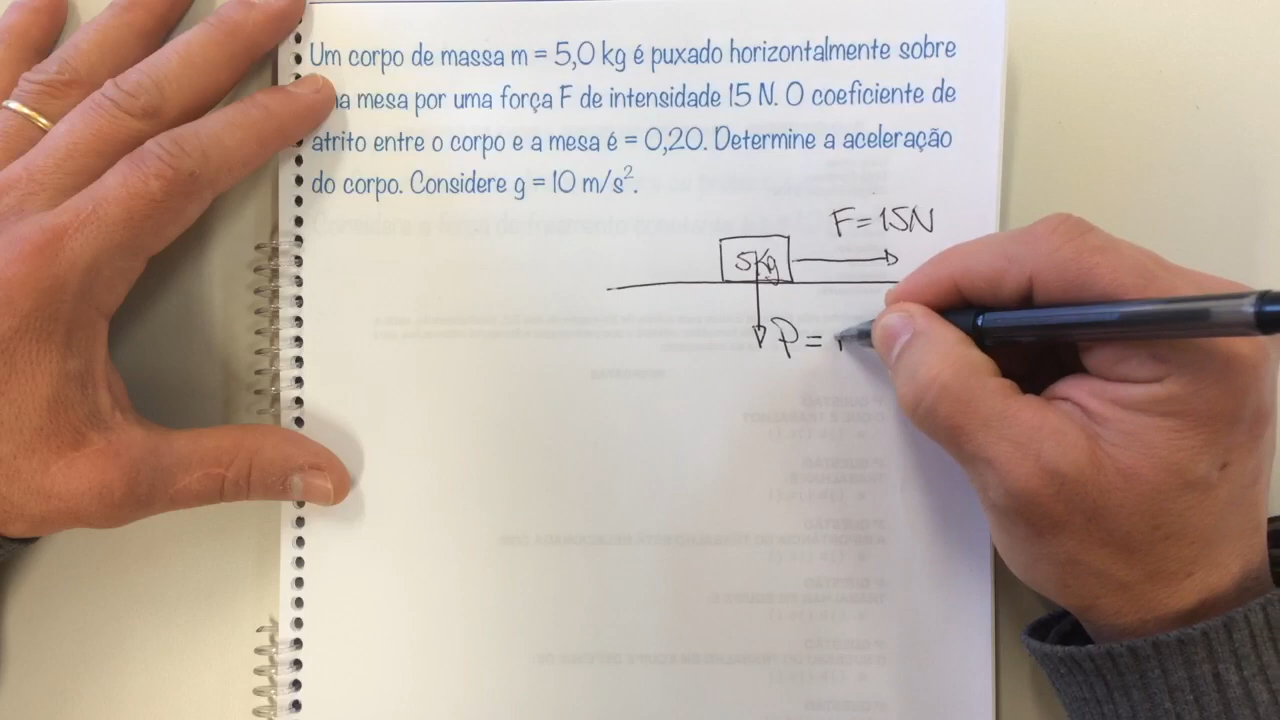 Um corpo de massa m = 5,0 kg é puxado horizontalmente sobre
mesa por uma força F de intensidade 15 N. O coeficiente de
atrito entre o corpo e a mesa é = 0,20. Determine a aceleração
do corpo. Considere g = 10 m/s².
F = 15N
5Kg
P =